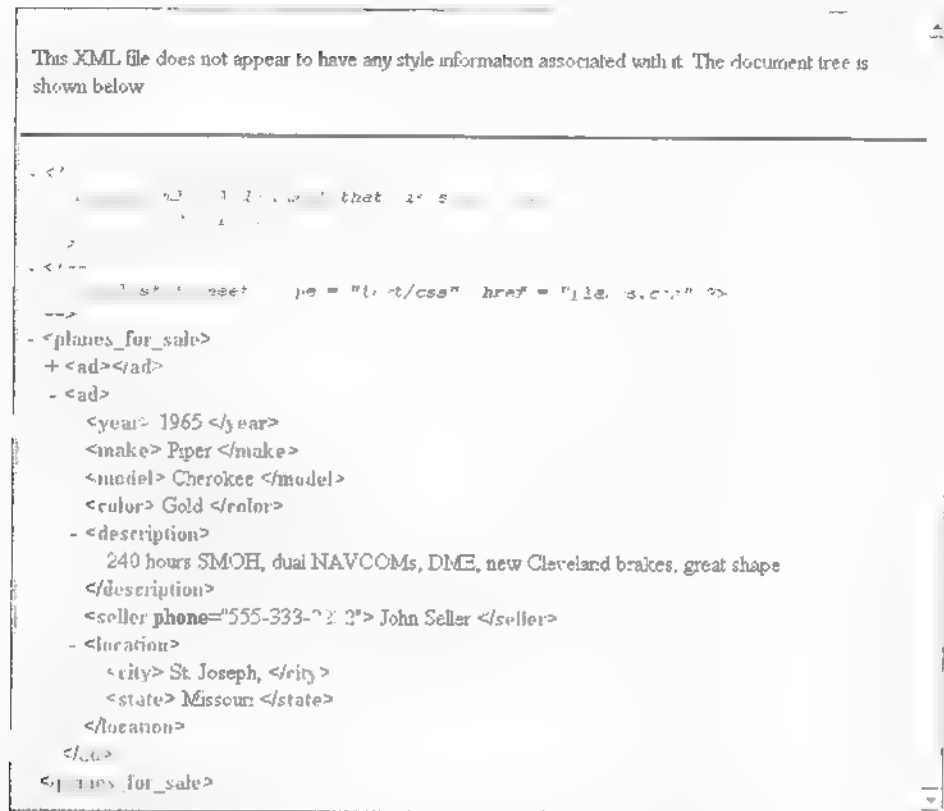 This XML file does not appear to have any style information associated with it. The document tree is
shown below
- <!--
that
-
- <!--
= "text/css" href = 
-->
- <planes_for_sale>
+ <ad></ad>
- <ad>
<year> 1965 </year>
<make> Piper </make>
<model> Cherokee </model>
<color> Gold </color>
- <description>
240 hours SMOH, dual NAVCOMs, DME, new Cleveland brakes, great shape
</description>
<seller phone="555-333-"> John Seller </seller>
- <location>
<city> St. Joseph, </city>
<state> Missouri </state>
</location>
</ad>
</planes_for_sale>